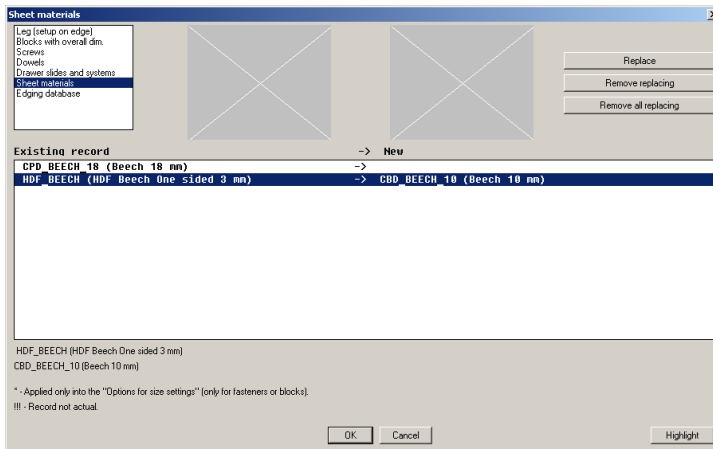 Sheet materials
Leg (setup on edge)
Blocks with overall dim.
Screws
Dowels
Drawer slides and systems
Sheet materials
Edging database
Replace
Remove replacing
Remove all replacing
Existing record -> New
CPD_BEECH_18 (Beech 18 mm) ->
HDF_BEECH (HDF Beech One sided 3 mm) -> CBD_BEECH_10 (Beech 10 mm)
HDF_BEECH (HDF Beech One sided 3 mm)
CBD_BEECH_10 (Beech 10 mm)
* - Applied only into the "Options for size settings" (only for fasteners or blocks).
!!! - Record not actual.
OK Cancel Highlight